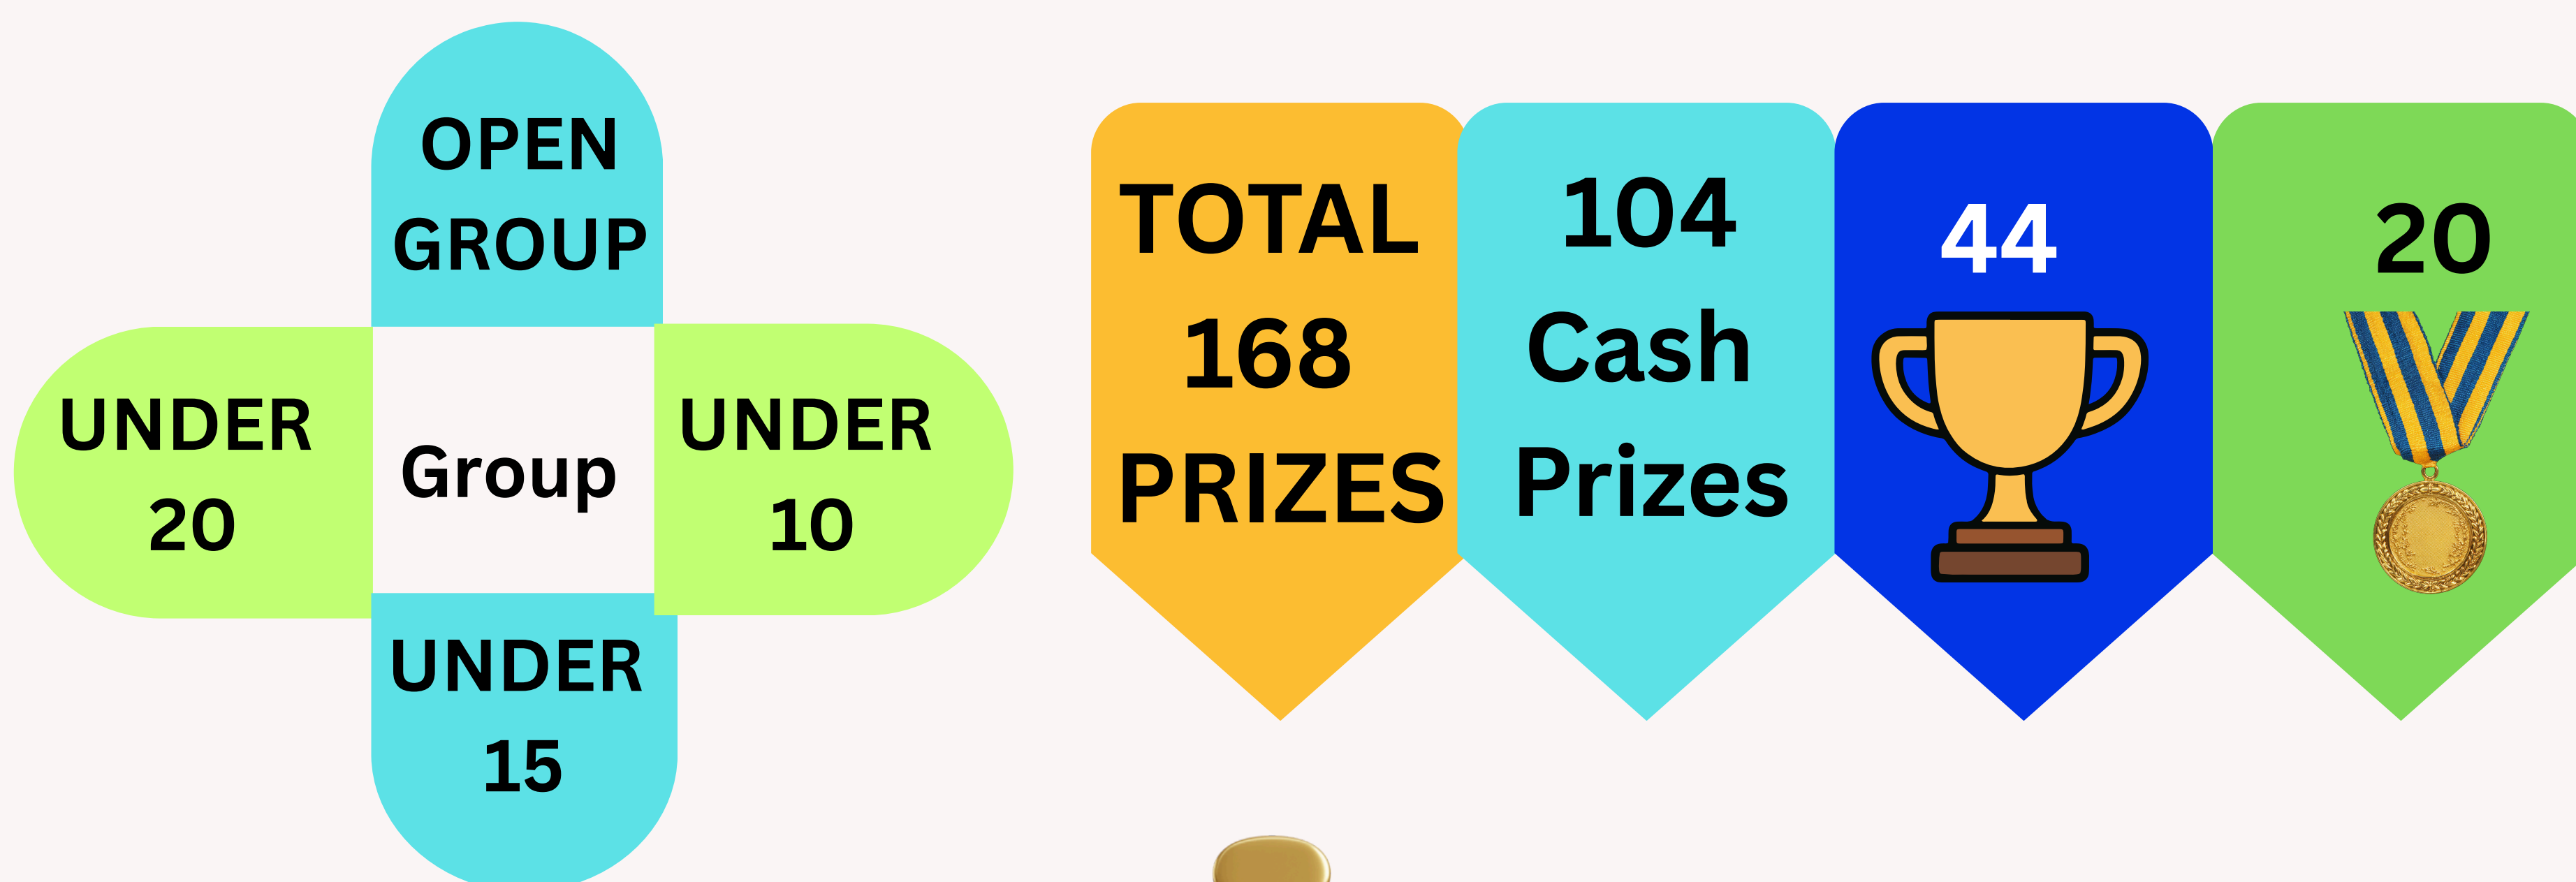 OPEN
GROUP
UNDER
20
Group
UNDER
10
UNDER
15
TOTAL
168
PRIZES
104
Cash
Prizes
44
20